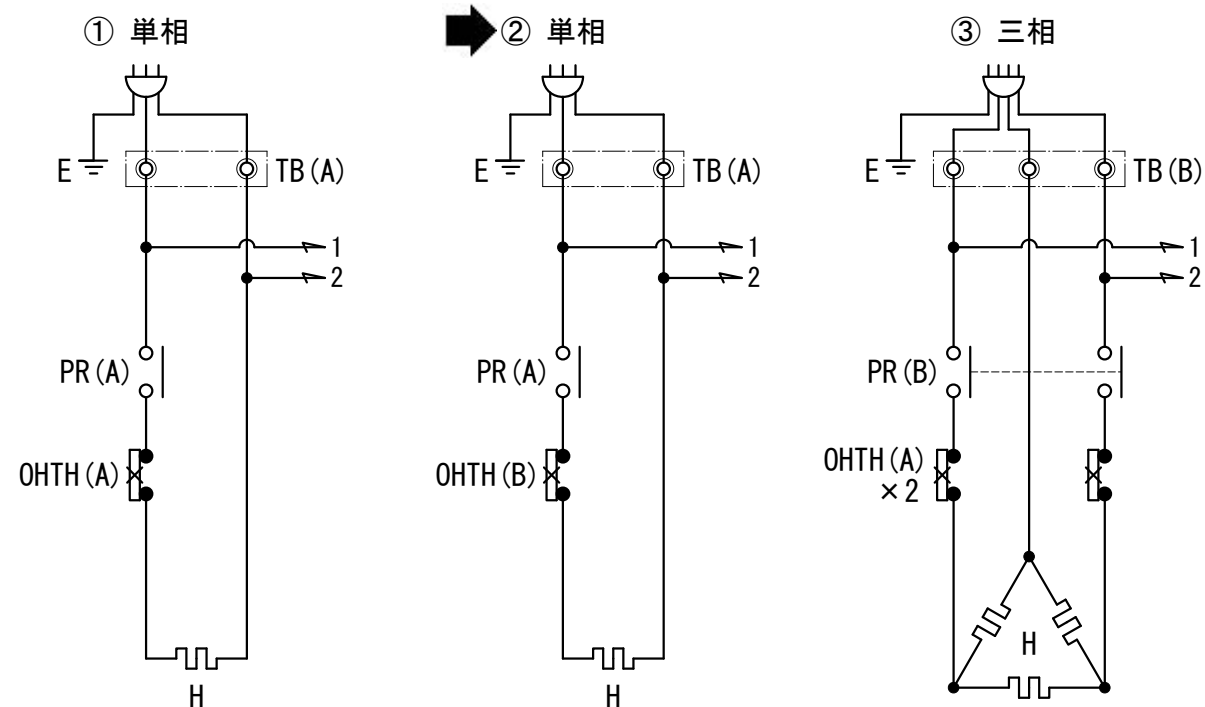 ① 単相
E
TB(A)
1
2
PR(A)
OHTH(A)
H
② 単相
E
TB(A)
1
2
PR(A)
OHTH(B)
H
③ 三相
E
TB(B)
1
2
PR(B)
OHTH(A)
×2
H